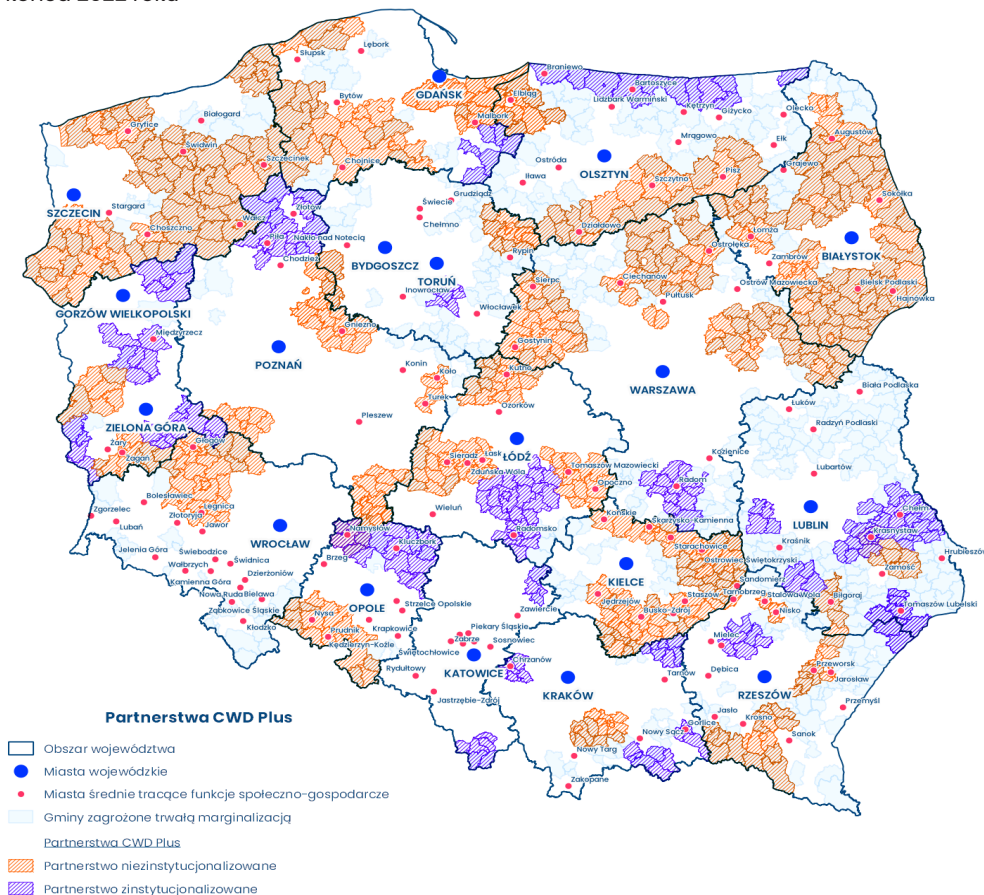 Słupsk
Lębork
GDAŃSK
Bytów
Malbork
Elbląg
Braniewo
Bartoszyce
Lidzbark Warmiński
Kętrzyn
Giżycko
Olecko
Gryfice
Białogard
Świdwin
Szczecinek
Chojnice
Mrągowo
Ełk
Augustów
OLSZTYN
Ostróda
Iława
Szczytno
Pisz
Grajewo
Sokółka
SZCZECIN
Stargard
Choszczno
Wałcz
Złotów
Piła
Nakło nad Notecią
Chodzież
Świecie
Grudziądz
Chełmno
Działdowo
Ostrołęka
Łomża
Zambrów
BIAŁYSTOK
BYDGOSZCZ
TORUŃ
Rypin
Inowrocław
Włocławek
Sierpc
Ciechanów
Pułtusk
Ostrów Mazowiecka
Bielsk Podlaski
Hajnówka
GORZÓW WIELKOPOLSKI
Międzyrzecz
Gniezno
Gostynin
POZNAŃ
Konin
Koło
Kutno
WARSZAWA
Turek
Pleszew
Ozorków
Biała Podlaska
Łuków
Radzyń Podlaski
ZIELONA GÓRA
Żary
Żagań
Głogów
ŁÓDŹ
Sieradz
Łask
Zduńska Wola
Tomaszów Mazowiecki
Opoczno
Kozienice
Radom
Lubartów
Zgorzelec
Bolesławiec
Lubań
Złotoryja
Legnica
Jawor
WROCŁAW
Wieluń
Radomsko
Końskie
Skarżysko-Kamienna
Starachowice
Ostrowiec Świętokrzyski
LUBLIN
Chełm
Krasnystaw
Kraśnik
Hrubieszów
Zamość
Jelenia Góra
Świebodzice
Wałbrzych
Świdnica
Kamienna Góra
Dzierżoniów
Nowa Ruda
Bielawa
Ząbkowice Śląskie
Kłodzko
Namysłów
Brzeg
Kluczbork
OPOLE
Strzelce Opolskie
Nysa
Prudnik
Krapkowice
Kędzierzyn-Koźle
Zawiercie
Piekary Śląskie
Zabrze
Sosnowiec
Świętochłowice
KATOWICE
Chrzanów
Rydułtowy
Jastrzębie-Zdrój
KIELCE
Jędrzejów
Busko-Zdrój
Staszów
Sandomierz
Tarnobrzeg
Stalowa Wola
Nisko
Biłgoraj
Tomaszów Lubelski
KRAKÓW
Tarnów
Mielec
Dębica
RZESZÓW
Przeworsk
Jarosław
Przemyśl
Nowy Sącz
Gorlice
Jasło
Krosno
Sanok
Nowy Targ
Zakopane
Partnerstwa CWD Plus
Obszar województwa
Miasta wojewódzkie
Miasta średnie tracące funkcje społeczno-gospodarcze
Gminy zagrożone trwałą marginalizacją
Partnerstwa CWD Plus
Partnerstwo niezinstytucjonalizowane
Partnerstwo zinstytucjonalizowane